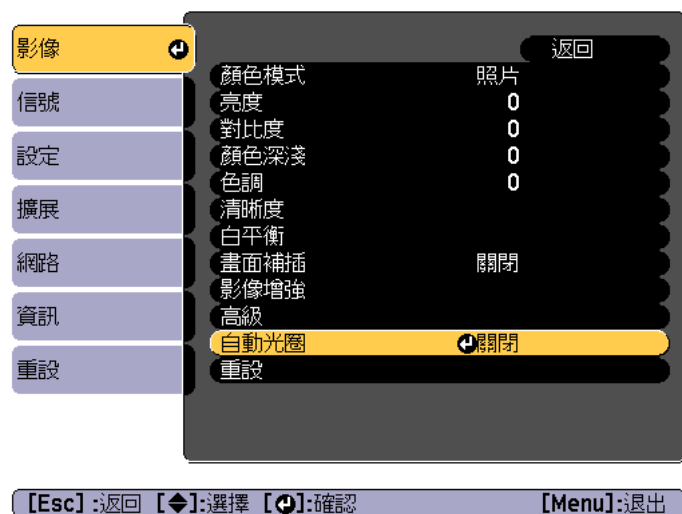 影像
信號
設定
擴展
網路
資訊
重設
返回
顏色模式 照片
亮度 0
對比度 0
顏色深淺 0
色調 0
清晰度
白平衡
畫面補插 關閉
影像增強
高級
自動光圈 關閉
重設
[Esc] :返回 [◆]:選擇 [↵]:確認 [Menu]:退出